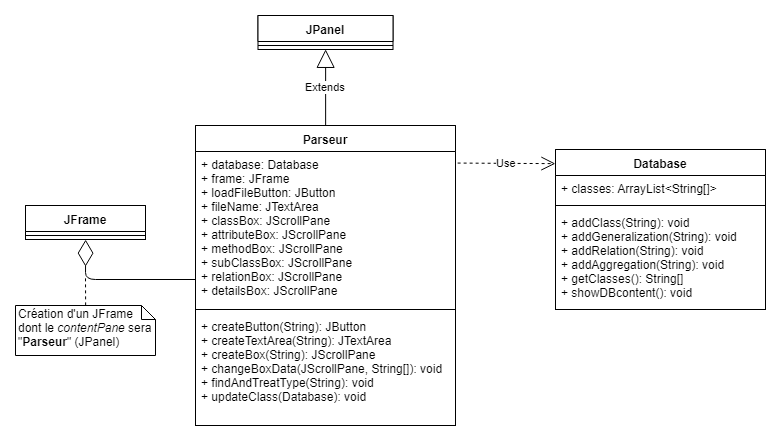 JPanel
Extends
Parseur
+ database: Database
+ frame: JFrame
+ loadFileButton: JButton
+ fileName: JTextArea
+ classBox: JScrollPane
+ attributeBox: JScrollPane
+ methodBox: JScrollPane
+ subClassBox: JScrollPane
+ relationBox: JScrollPane
+ detailsBox: JScrollPane
+ createButton(String): JButton
+ createTextArea(String): JTextArea
+ createBox(String): JScrollPane
+ changeBoxData(JScrollPane, String[]): void
+ findAndTreatType(String): void
+ updateClass(Database): void
Use
Database
+ classes: ArrayList<String[]>
+ addClass(String): void
+ addGeneralization(String): void
+ addRelation(String): void
+ addAggregation(String): void
+ getClasses(): String[]
+ showDBcontent(): void
JFrame
Création d'un JFrame
dont le contentPane sera
"Parseur" (JPanel)